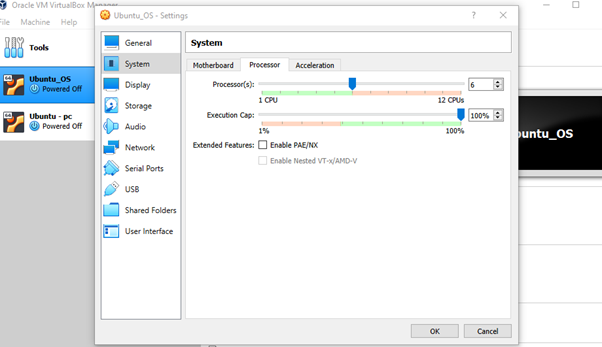 Oracle VM VirtualBox Manager
Ubuntu_OS - Settings
?
File Machine Help
Tools
Ubuntu_OS
Powered Off
Ubuntu - pc
Powered Off
General
System
Display
Storage
Audio
Network
Serial Ports
USB
Shared Folders
User Interface
System
Motherboard Processor Acceleration
Processor(s): 6
1 CPU 12 CPUs
Execution Cap: 100%
1% 100%
Extended Features: Enable PAE/NX
Enable Nested VT-x/AMD-V
buntu_OS
OK Cancel